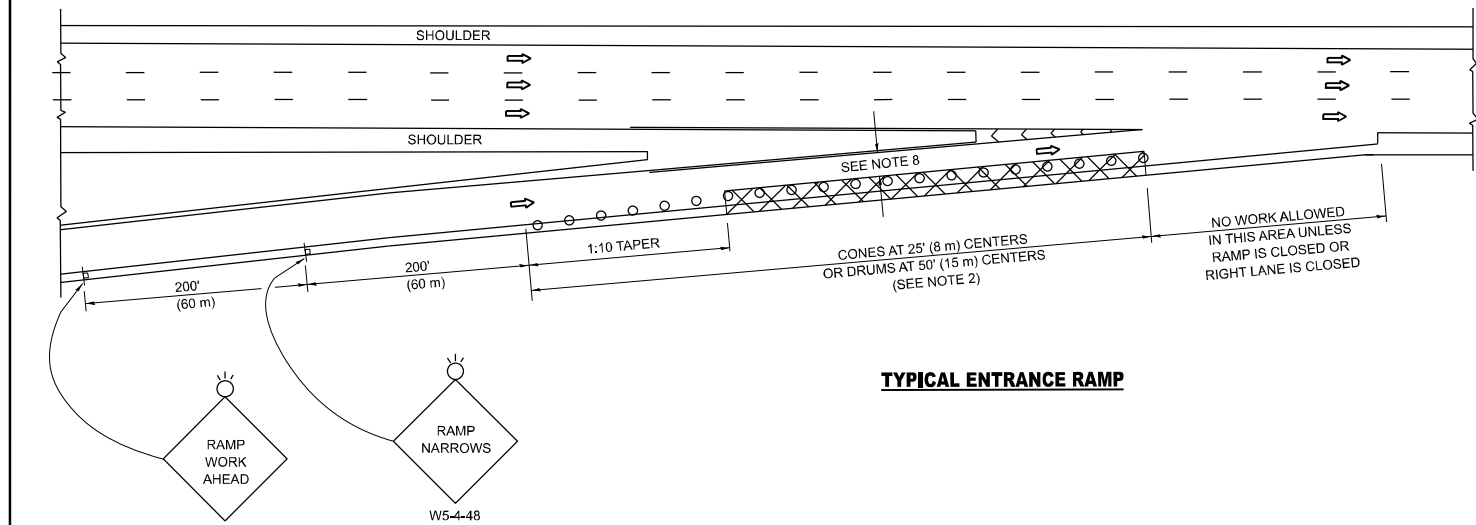 SHOULDER
SHOULDER
SEE NOTE 8
200'
(60 m)
200'
(60 m)
1:10 TAPER
CONES AT 25' (8 m) CENTERS
OR DRUMS AT 50' (15 m) CENTERS
(SEE NOTE 2)
NO WORK ALLOWED
IN THIS AREA UNLESS
RAMP IS CLOSED OR
RIGHT LANE IS CLOSED
TYPICAL ENTRANCE RAMP
RAMP
WORK
AHEAD
RAMP
NARROWS
W5-4-48